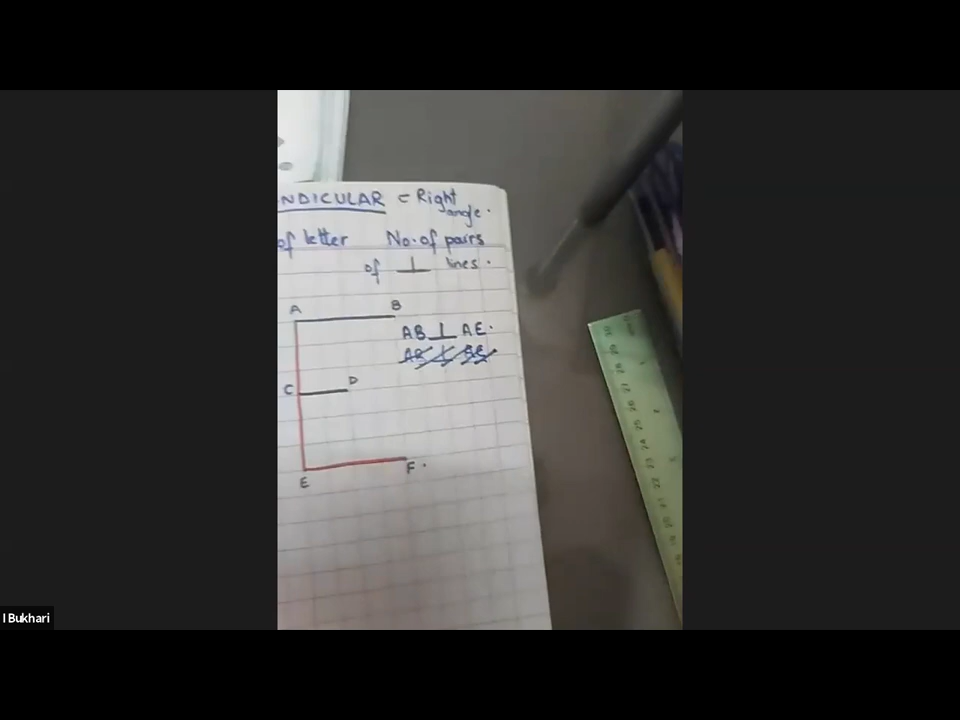 NDICULAR = Right
angle.
of letter No. of pairs
of ⊥ lines.
A B
AB ⊥ AE.
C D
E F.
I Bukhari